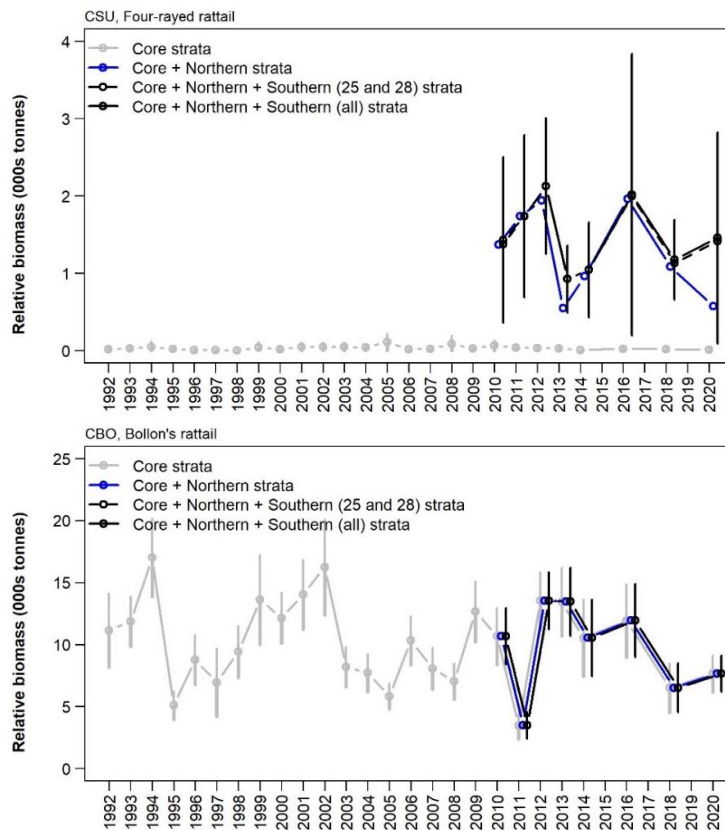 CSU, Four-rayed rattail
4
3
2
1
0
Relative biomass (000s tonnes)
Core strata
Core + Northern strata
Core + Northern + Southern (25 and 28) strata
Core + Northern + Southern (all) strata
1992 1993 1994 1995 1996 1997 1998 1999 2000 2001 2002 2003 2004 2005 2006 2007 2008 2009 2010 2011 2012 2013 2014 2016 2017 2018 2019 2020
CBO, Bollon's rattail
25
20
15
10
5
0
Relative biomass (000s tonnes)
Core strata
Core + Northern strata
Core + Northern + Southern (25 and 28) strata
Core + Northern + Southern (all) strata
1992 1993 1994 1995 1996 1997 1998 1999 2000 2001 2002 2003 2004 2005 2006 2007 2008 2009 2010 2011 2012 2013 2014 2016 2017 2018 2019 2020